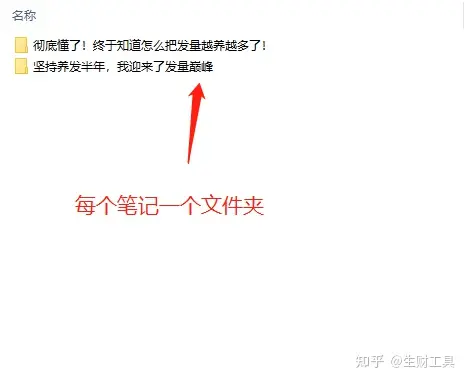 名称
彻底懂了！终于知道怎么把发量越养越多了！
坚持养发半年，我迎来了发量巅峰
每个笔记一个文件夹
知乎 @生财工具